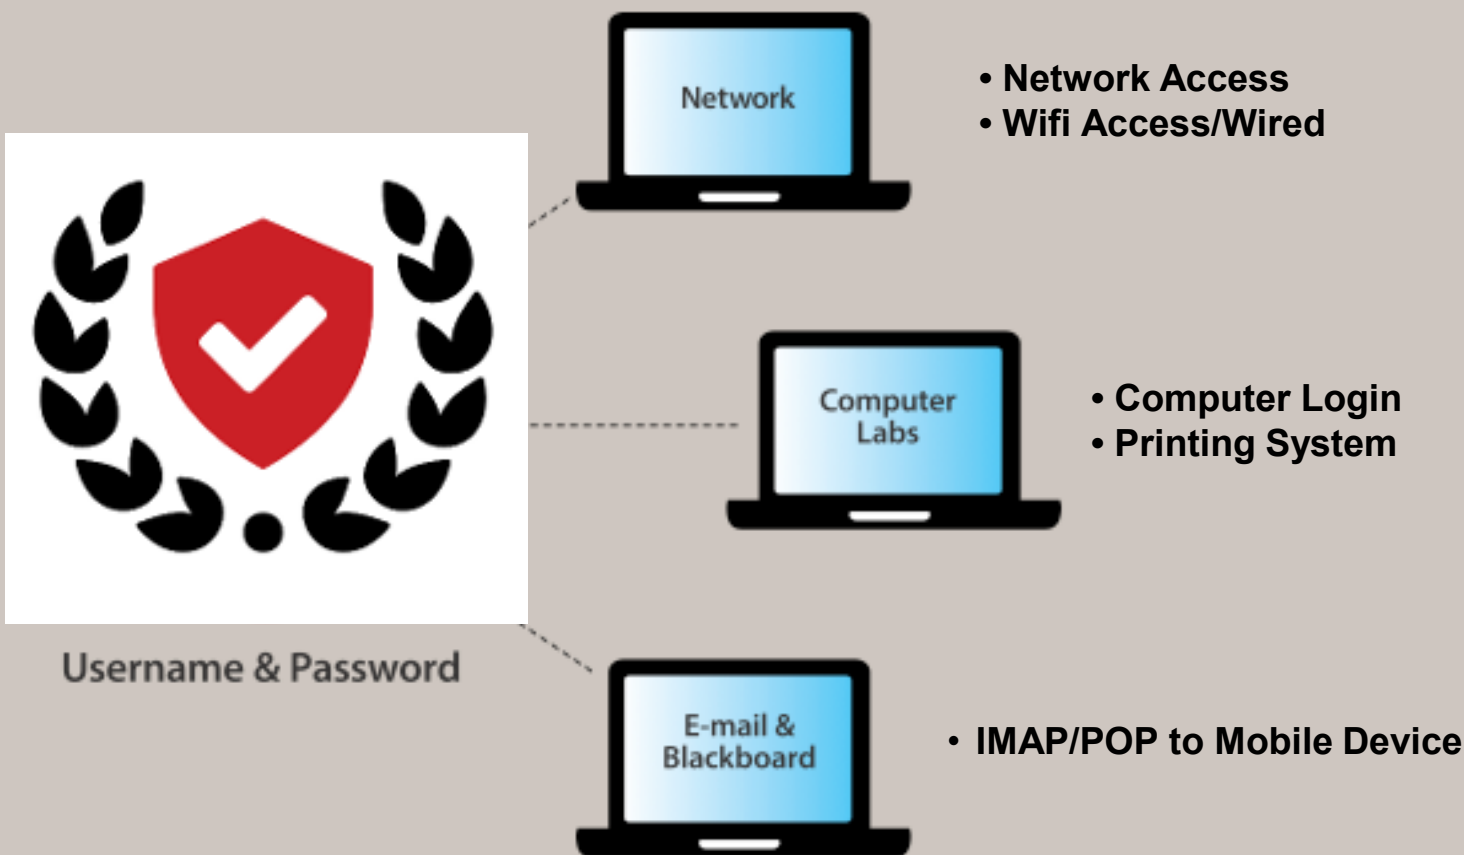 Network
• Network Access
• Wifi Access/Wired
Computer
Labs
• Computer Login
• Printing System
Username & Password
E-mail &
Blackboard
• IMAP/POP to Mobile Device